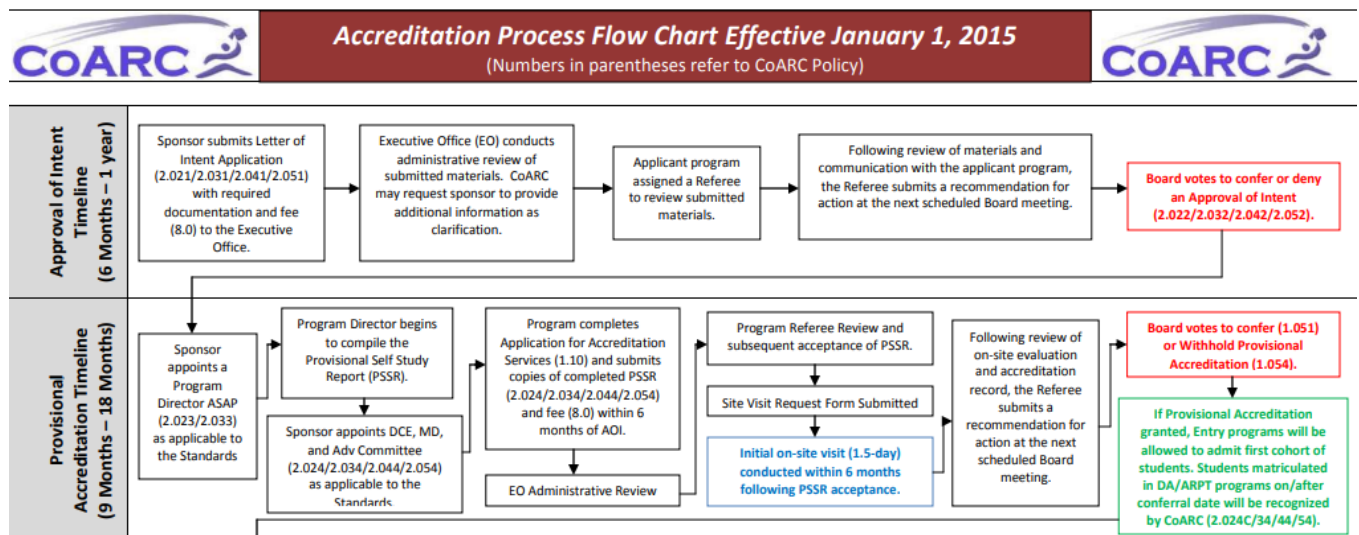 CoARC
Accreditation Process Flow Chart Effective January 1, 2015
(Numbers in parentheses refer to CoARC Policy)
CoARC
Approval of Intent
Timeline
(6 Months – 1 year)
Sponsor submits Letter of
Intent Application
(2.021/2.031/2.041/2.051)
with required
documentation and fee
(8.0) to the Executive
Office.
Executive Office (EO) conducts
administrative review of
submitted materials. CoARC
may request sponsor to provide
additional information as
clarification.
Applicant program
assigned a Referee
to review submitted
materials.
Following review of materials and
communication with the applicant program,
the Referee submits a recommendation for
action at the next scheduled Board meeting.
Board votes to confer or deny
an Approval of Intent
(2.022/2.032/2.042/2.052).
Provisional
Accreditation Timeline
(9 Months – 18 Months)
Sponsor
appoints a
Program
Director ASAP
(2.023/2.033)
as applicable to
the Standards
Program Director begins
to compile the
Provisional Self Study
Report (PSSR).
Sponsor appoints DCE, MD,
and Adv Committee
(2.024/2.034/2.044/2.054)
as applicable to the
Standards.
Program completes
Application for Accreditation
Services (1.10) and submits
copies of completed PSSR
(2.024/2.034/2.044/2.054)
and fee (8.0) within 6
months of AOI.
EO Administrative Review
Program Referee Review and
subsequent acceptance of PSSR.
Site Visit Request Form Submitted
Initial on-site visit (1.5-day)
conducted within 6 months
following PSSR acceptance.
Following review of
on-site evaluation
and accreditation
record, the Referee
submits a
recommendation for
action at the next
scheduled Board
meeting.
Board votes to confer (1.051)
or Withhold Provisional
Accreditation (1.054).
If Provisional Accreditation
granted, Entry programs will be
allowed to admit first cohort of
students. Students matriculated
in DA/ARPT programs on/after
conferral date will be recognized
by CoARC (2.024C/34/44/54).